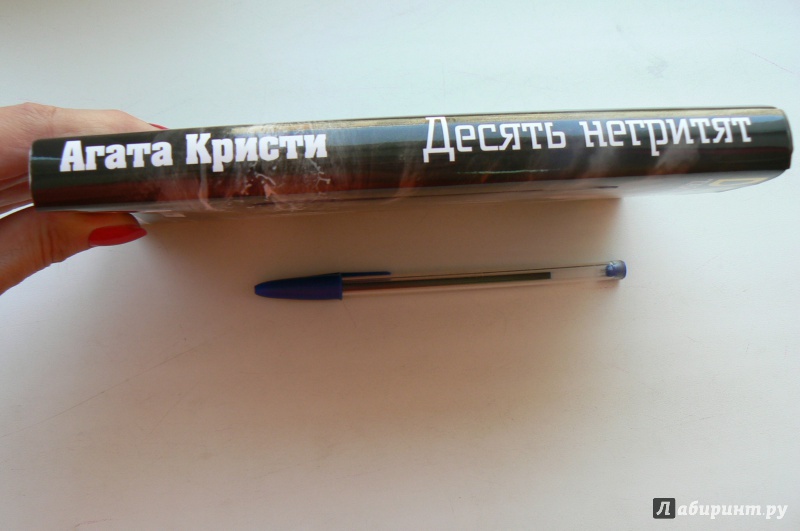 Агата Кристи Десять негритят
Лабиринт.ру